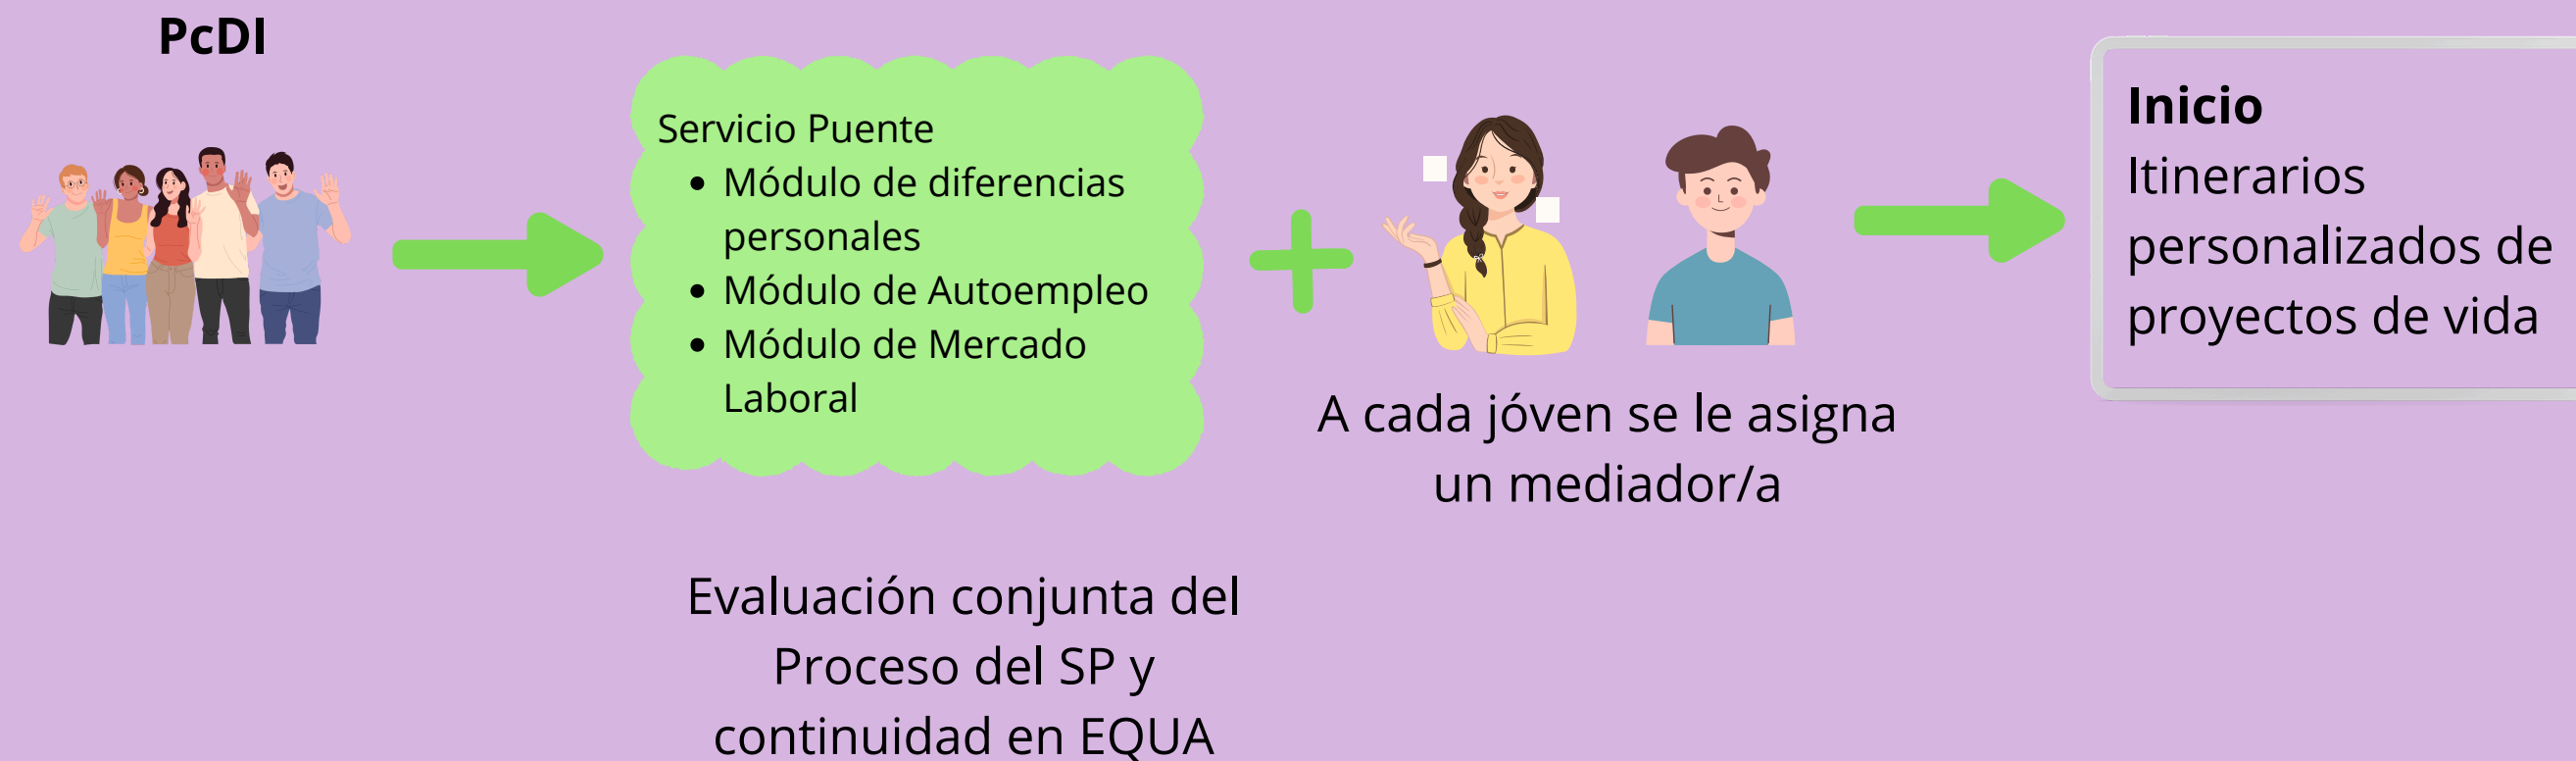 PcDI
Servicio Puente
• Módulo de diferencias
personales
• Módulo de Autoempleo
• Módulo de Mercado
Laboral
A cada jóven se le asigna
un mediador/a
Inicio
Itinerarios
personalizados de
proyectos de vida
Evaluación conjunta del
Proceso del SP y
continuidad en EQUA